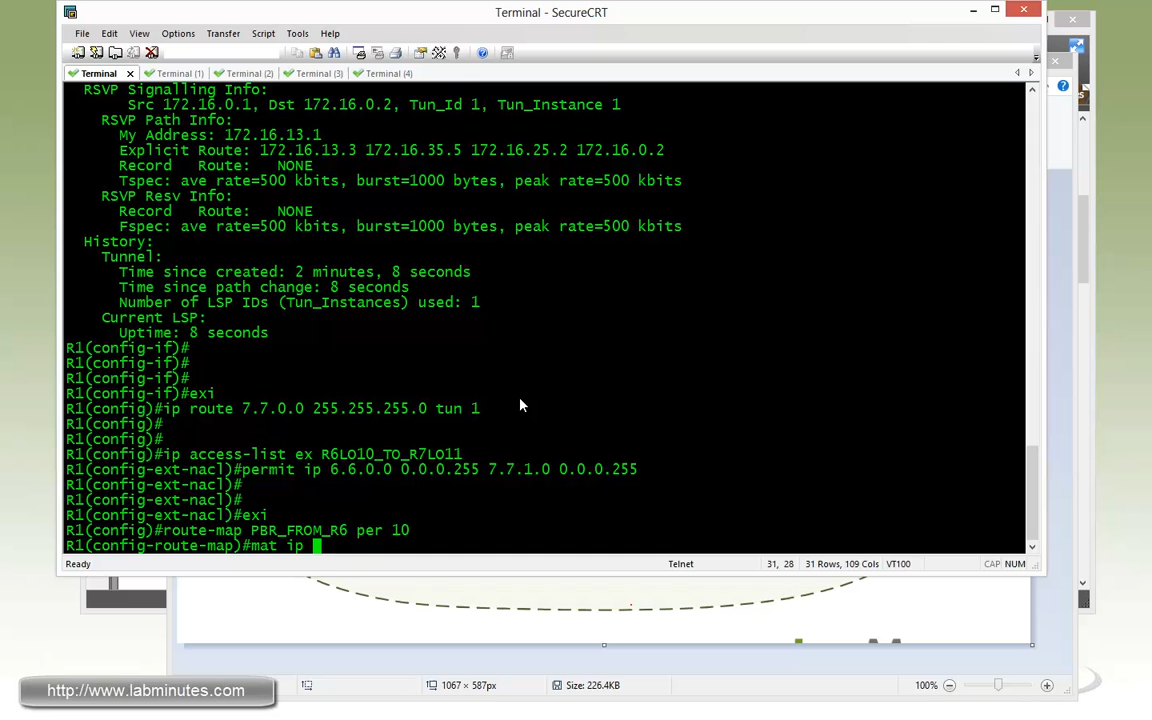 Terminal - SecureCRT
File Edit View Options Transfer Script Tools Help
Terminal Terminal (1) Terminal (2) Terminal (3) Terminal (4)
RSVP Signalling Info:
Src 172.16.0.1, Dst 172.16.0.2, Tun_Id 1, Tun_Instance 1
RSVP Path Info:
My Address: 172.16.13.1
Explicit Route: 172.16.13.3 172.16.35.5 172.16.25.2 172.16.0.2
Record Route: NONE
Tspec: ave rate=500 kbits, burst=1000 bytes, peak rate=500 kbits
RSVP Resv Info:
Record Route: NONE
Fspec: ave rate=500 kbits, burst=1000 bytes, peak rate=500 kbits
History:
Tunnel:
Time since created: 2 minutes, 8 seconds
Time since path change: 8 seconds
Number of LSP IDs (Tun_Instances) used: 1
Current LSP:
Uptime: 8 seconds
R1(config-if)#
R1(config-if)#
R1(config-if)#
R1(config-if)#exi
R1(config)#ip route 7.7.0.0 255.255.255.0 tun 1
R1(config)#
R1(config)#
R1(config)#ip access-list ex R6LO10_TO_R7LO11
R1(config-ext-nacl)#permit ip 6.6.0.0 0.0.0.255 7.7.1.0 0.0.0.255
R1(config-ext-nacl)#
R1(config-ext-nacl)#
R1(config-ext-nacl)#exi
R1(config)#route-map PBR_FROM_R6 per 10
R1(config-route-map)#mat ip
Ready Telnet 31, 28 31 Rows, 109 Cols VT100 CAP NUM
http://www.labminutes.com 1067 × 587px Size: 226.4KB 100%